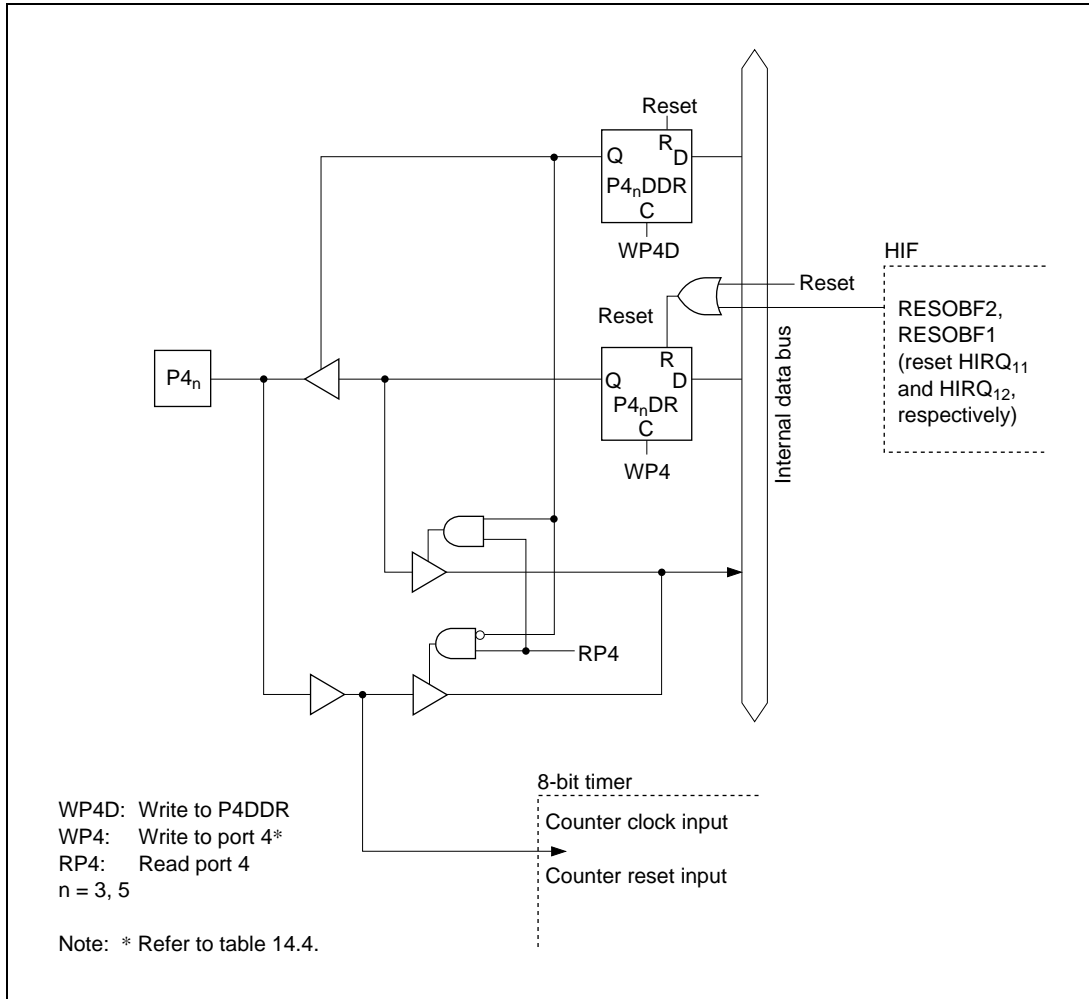 Reset
R
Q D
P4nDDR
C
WP4D
HIF
Reset
RESOBF2,
RESOBF1
(reset HIRQ11
and HIRQ12,
respectively)
Reset
R
Q D
P4nDR
C
WP4
P4n
Internal data bus
RP4
8-bit timer
Counter clock input
Counter reset input
WP4D: Write to P4DDR
WP4: Write to port 4*
RP4: Read port 4
n = 3, 5
Note: * Refer to table 14.4.